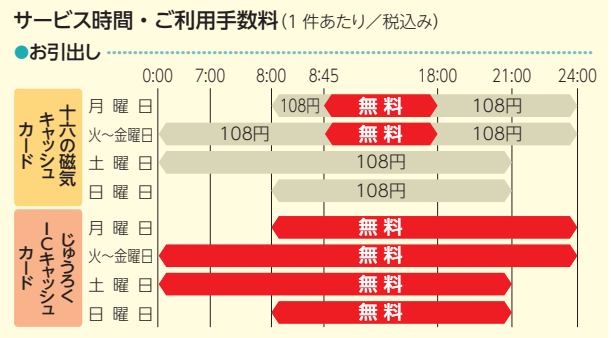 サービス時間・ご利用手数料(1件あたり/税込み)
●お引出し
0:00 7:00 8:00 8:45 18:00 21:00 24:00
十六の磁気キャッシュカード
月曜日 108円 無料 108円
火〜金曜日 108円 無料 108円
土曜日 108円
日曜日 108円
じゅうろくICキャッシュカード
月曜日 無料
火〜金曜日 無料
土曜日 無料
日曜日 無料